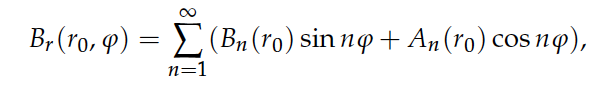 B_r(r_0, φ) = ∑_{n=1}^{∞} (B_n(r_0) sin nφ + A_n(r_0) cos nφ),